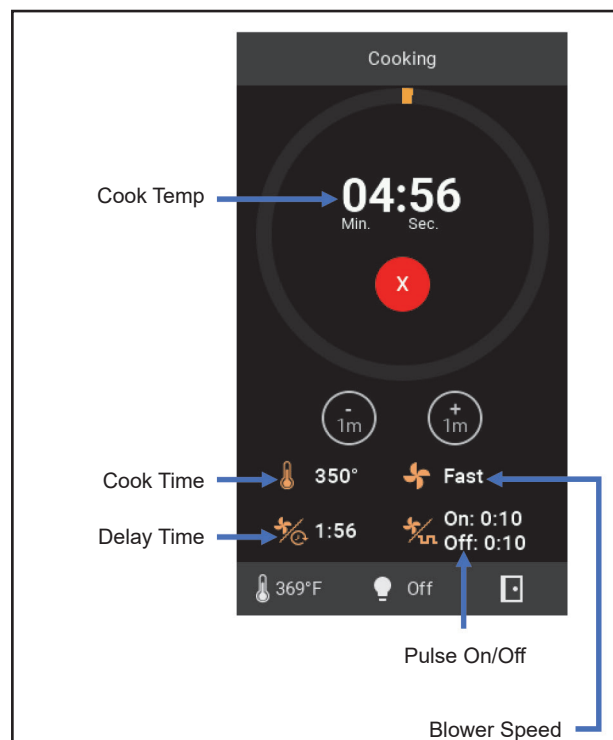 Cooking
Cook Temp
04:56
Min. Sec.
X
- +
1m 1m
Cook Time
350° Fast
Delay Time
1:56
On: 0:10
Off: 0:10
369°F Off
Pulse On/Off
Blower Speed